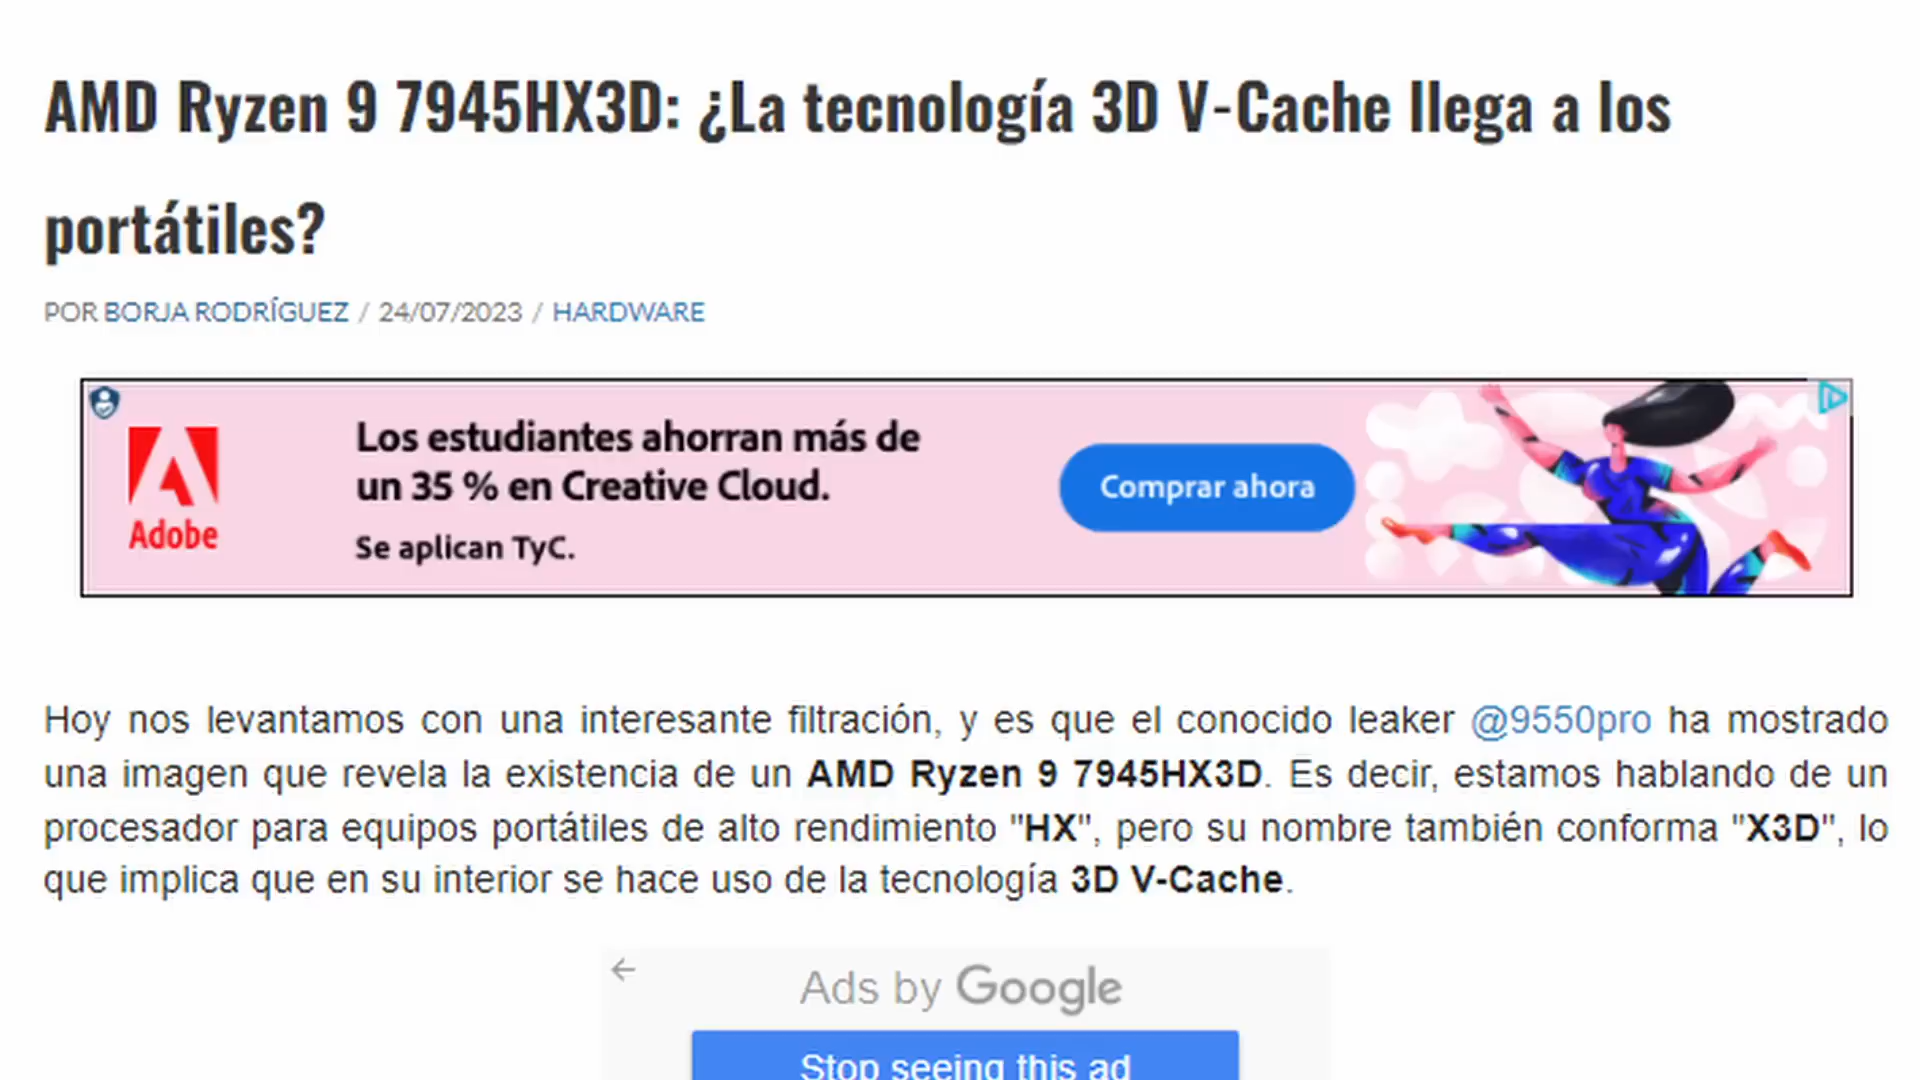 AMD Ryzen 9 7945HX3D: ¿La tecnología 3D V-Cache llega a los
portátiles?
POR BORJA RODRÍGUEZ / 24/07/2023 / HARDWARE
Adobe
Los estudiantes ahorran más de
un 35 % en Creative Cloud.
Se aplican TyC.
Comprar ahora
Hoy nos levantamos con una interesante filtración, y es que el conocido leaker @9550pro ha mostrado
una imagen que revela la existencia de un AMD Ryzen 9 7945HX3D. Es decir, estamos hablando de un
procesador para equipos portátiles de alto rendimiento "HX", pero su nombre también conforma "X3D", lo
que implica que en su interior se hace uso de la tecnología 3D V-Cache.
Ads by Google
Stop seeing this ad